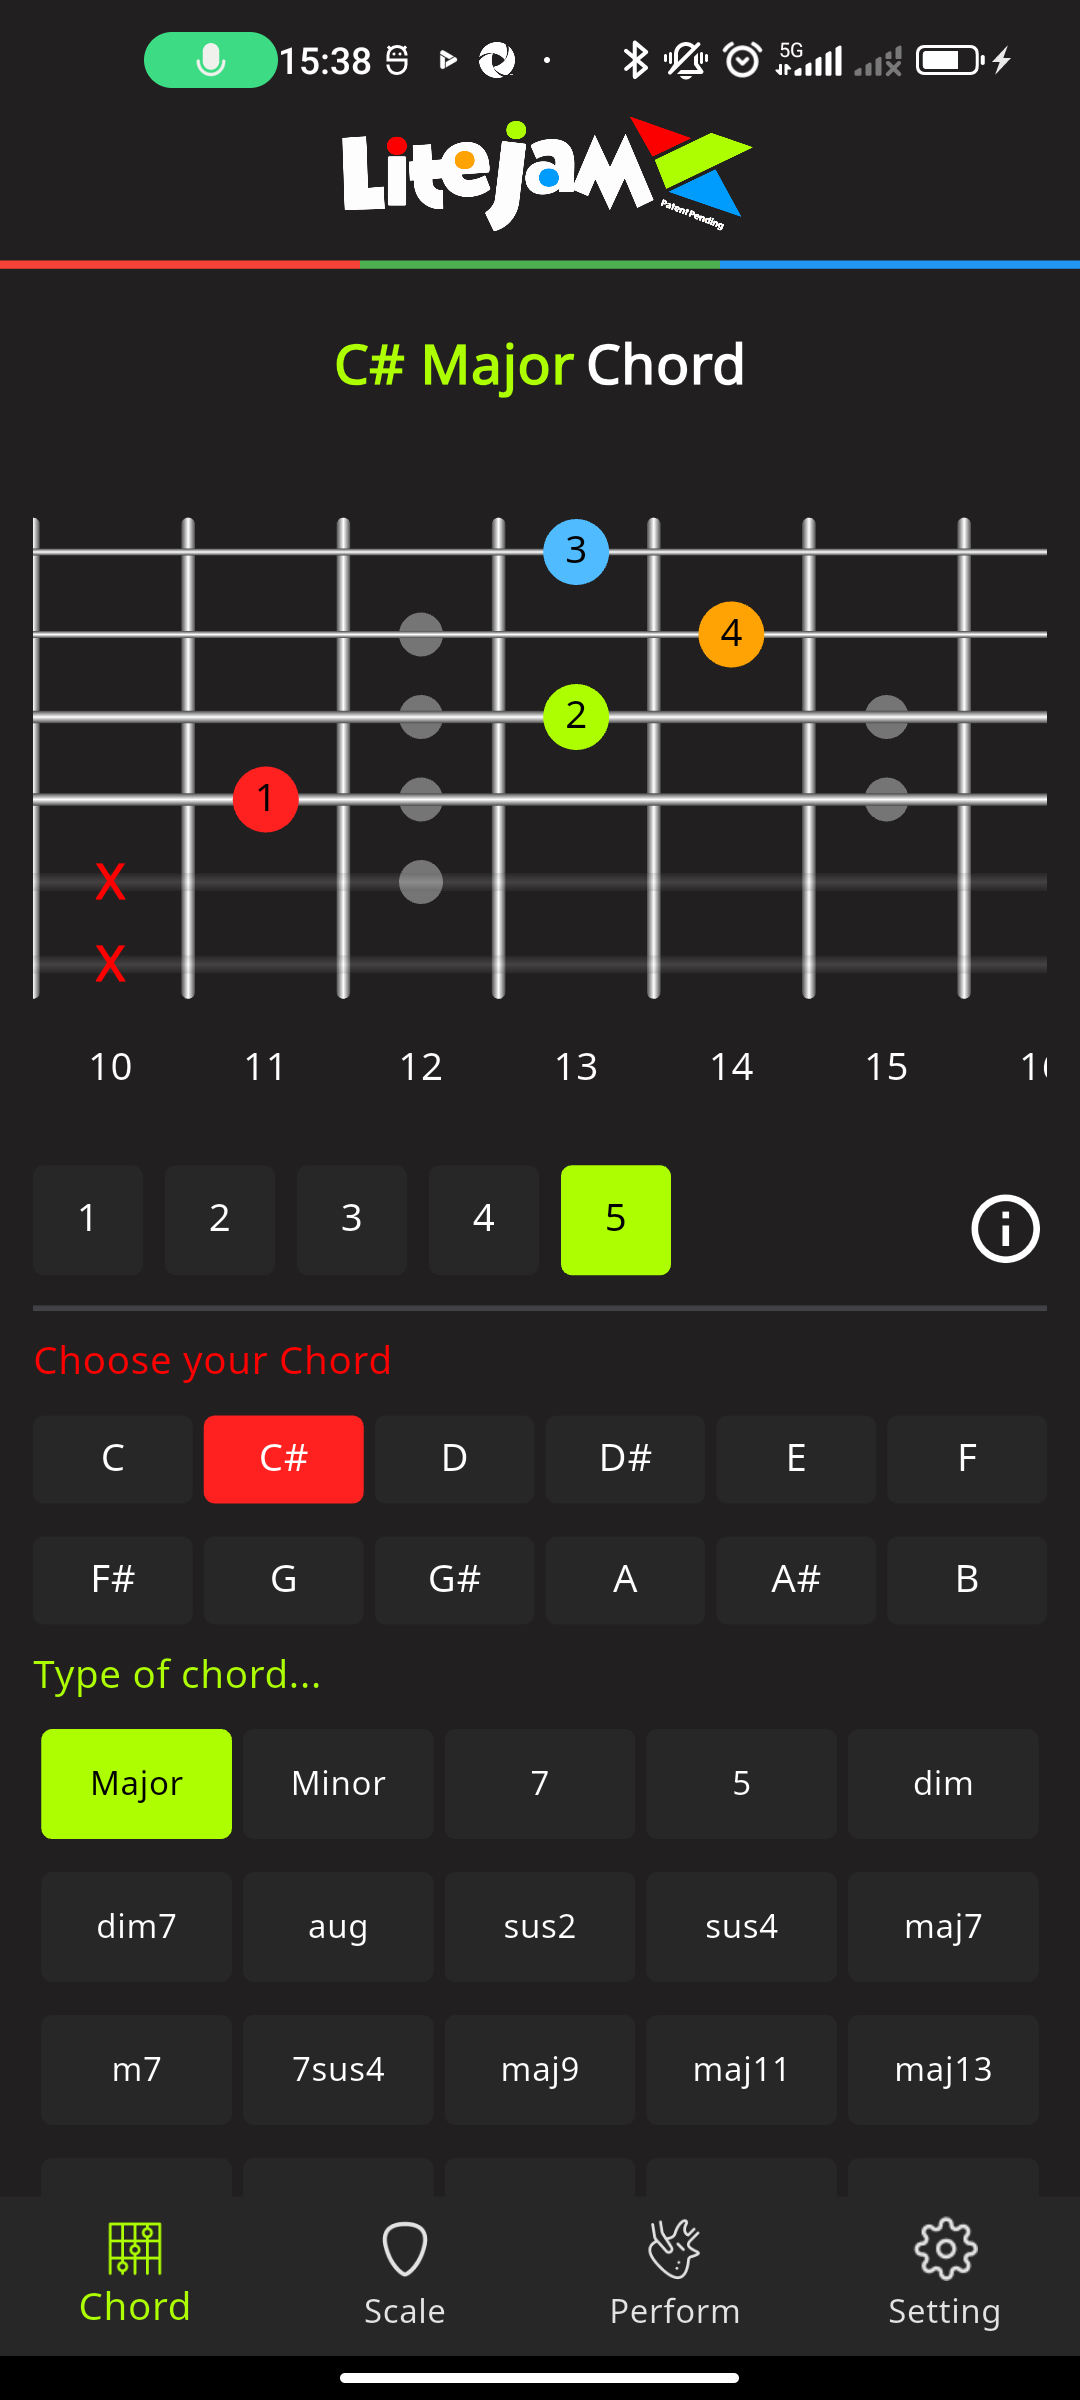 15:38 5G
Litejam
Patent Pending
C# Major Chord
3
4
2
1
X
X
10 11 12 13 14 15
1 2 3 4 5
Choose your Chord
C C# D D# E F
F# G G# A A# B
Type of chord...
Major Minor 7 5 dim
dim7 aug sus2 sus4 maj7
m7 7sus4 maj9 maj11 maj13
Chord Scale Perform Setting